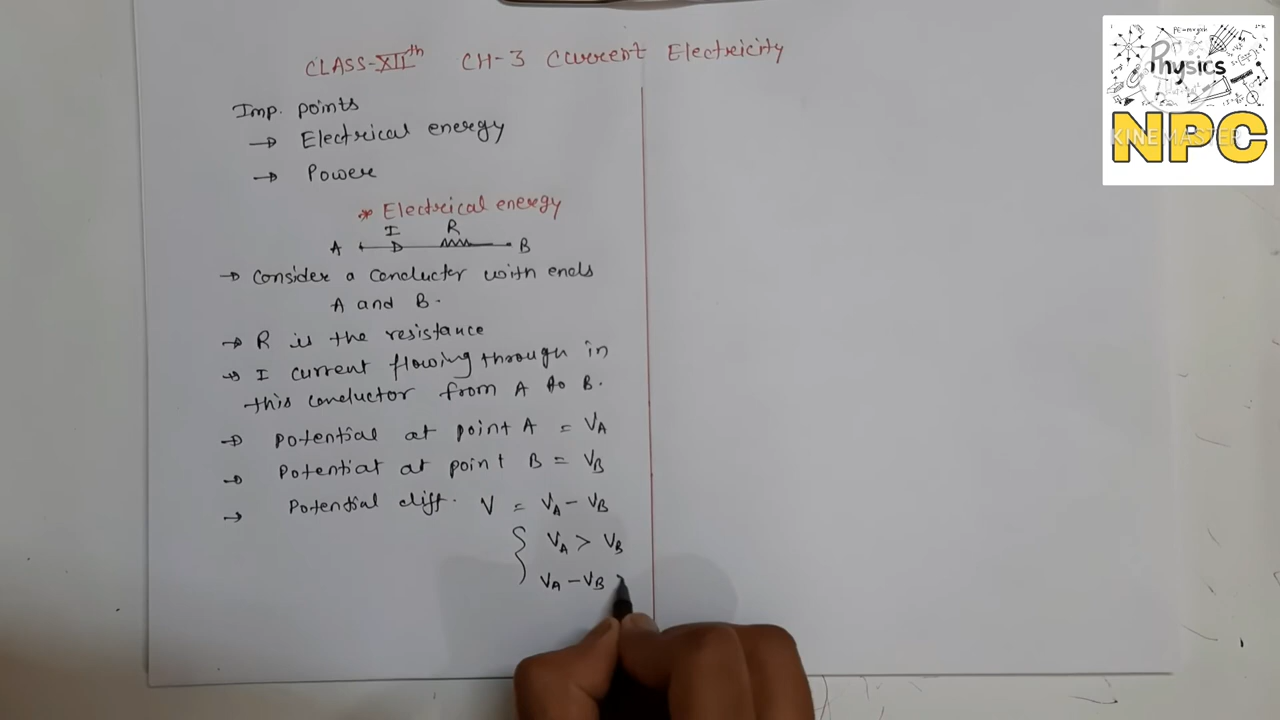 CLASS-XIIth CH-3 Current Electricity
Imp. points
→ Electrical energy
→ Power
* Electrical energy
I R
A B
→ Consider a conductor with ends
A and B.
→ R is the resistance
→ I current flowing through in
this conductor from A to B.
→ Potential at point A = VA
→ Potential at point B = VB
→ Potential diff. V = VA - VB
{ VA > VB
VA - VB >
Physics
NPC
KINEMASTER